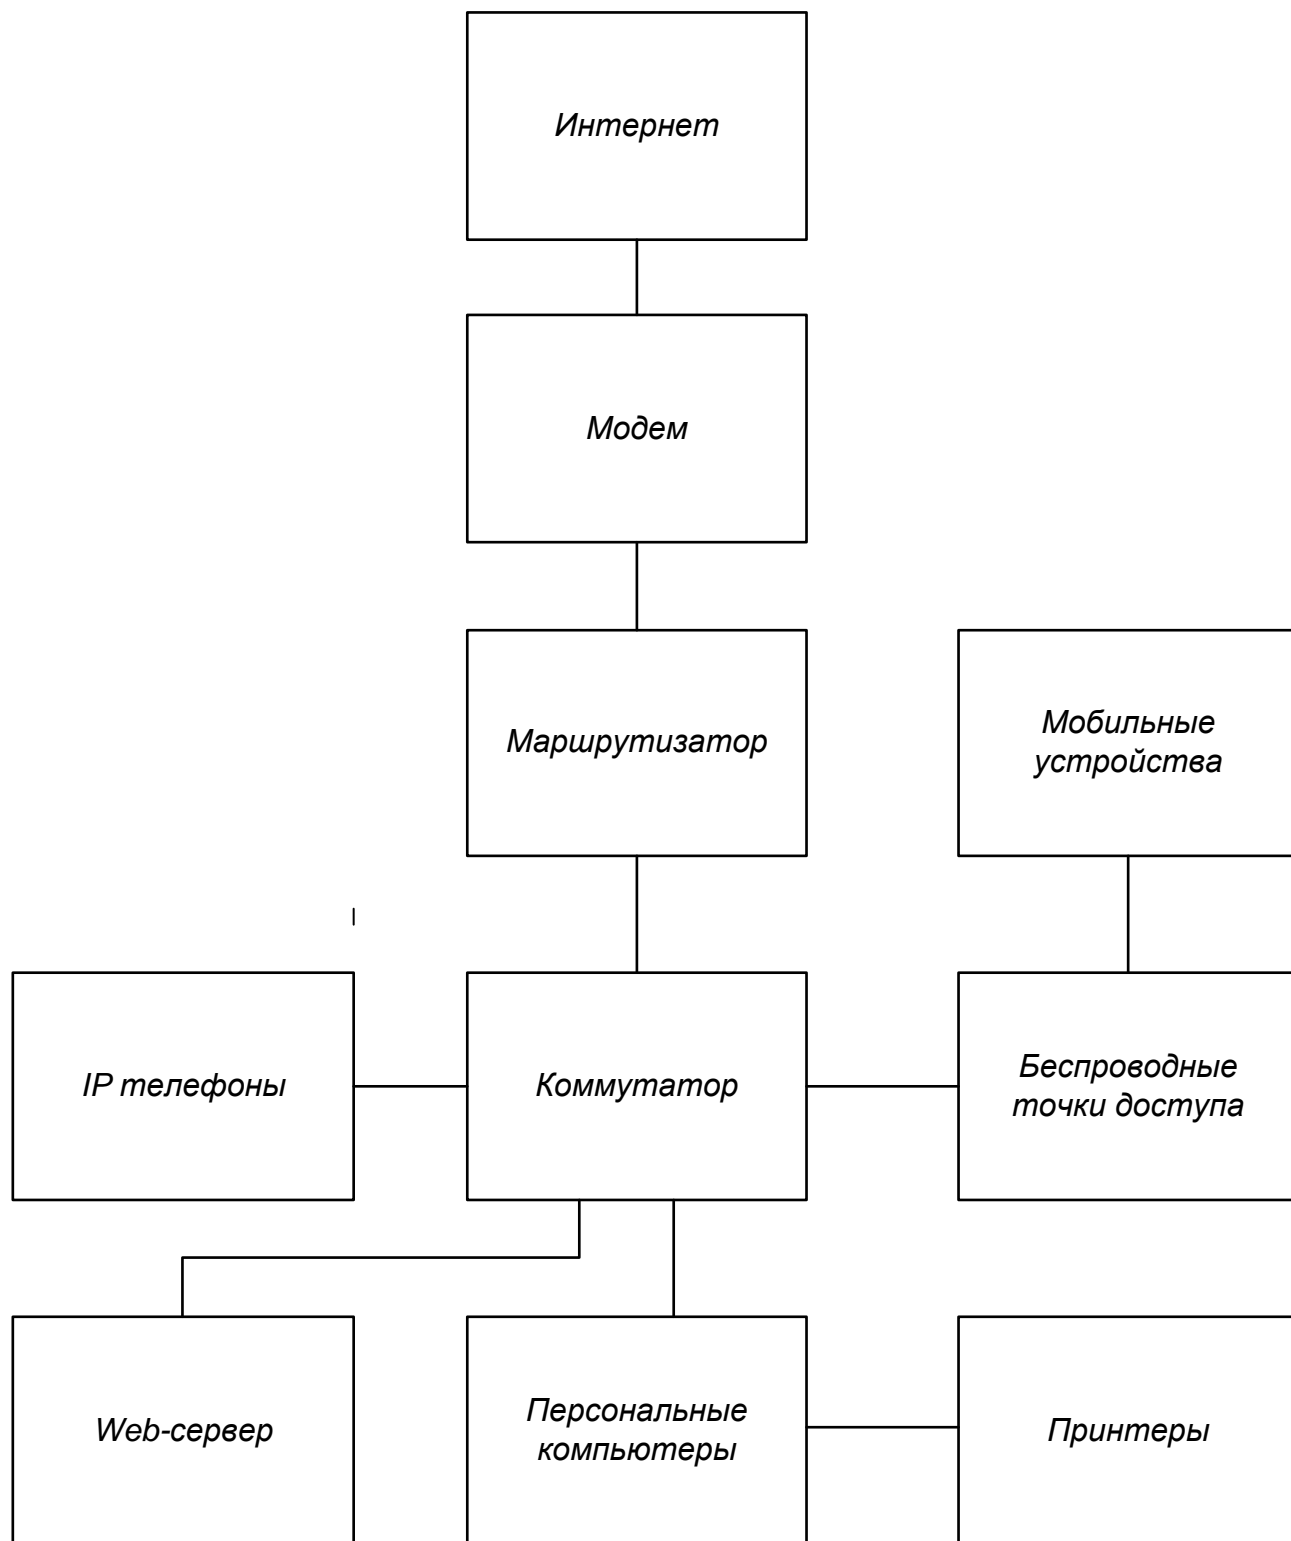 Интернет
Модем
Маршрутизатор
Мобильные
устройства
IP телефоны
Коммутатор
Беспроводные
точки доступа
Web-сервер
Персональные
компьютеры
Принтеры